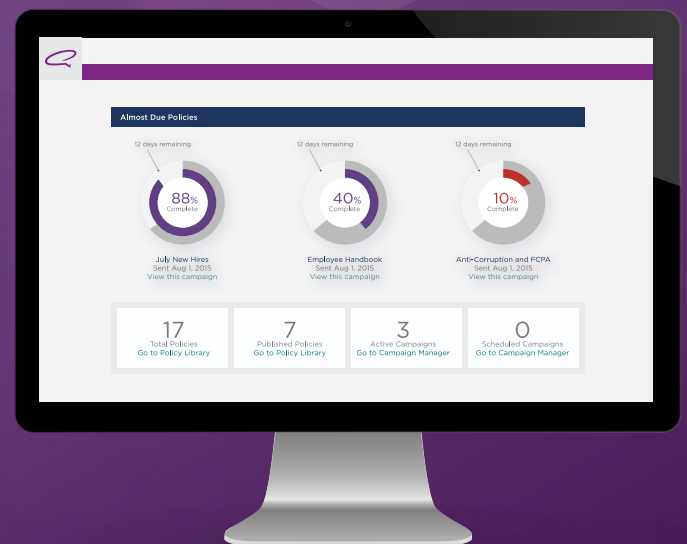 Almost Due Policies
12 days remaining
12 days remaining
12 days remaining
88%
Complete
40%
Complete
10%
Complete
July New Hires
Sent Aug 1, 2015
View this campaign
Employee Handbook
Sent Aug 1, 2015
View this campaign
Anti-Corruption and FCPA
Sent Aug 1, 2015
View this campaign
17
Total Policies
Go to Policy Library
7
Published Policies
Go to Policy Library
3
Active Campaigns
Go to Campaign Manager
0
Scheduled Campaigns
Go to Campaign Manager